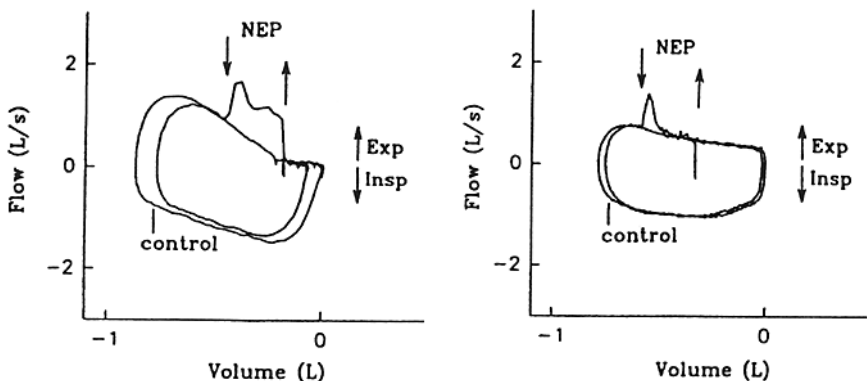 NEP
2
0
-2
Flow (L/s)
Exp
Insp
control
-1
0
Volume (L)
NEP
2
0
-2
Flow (L/s)
Exp
Insp
control
-1
0
Volume (L)